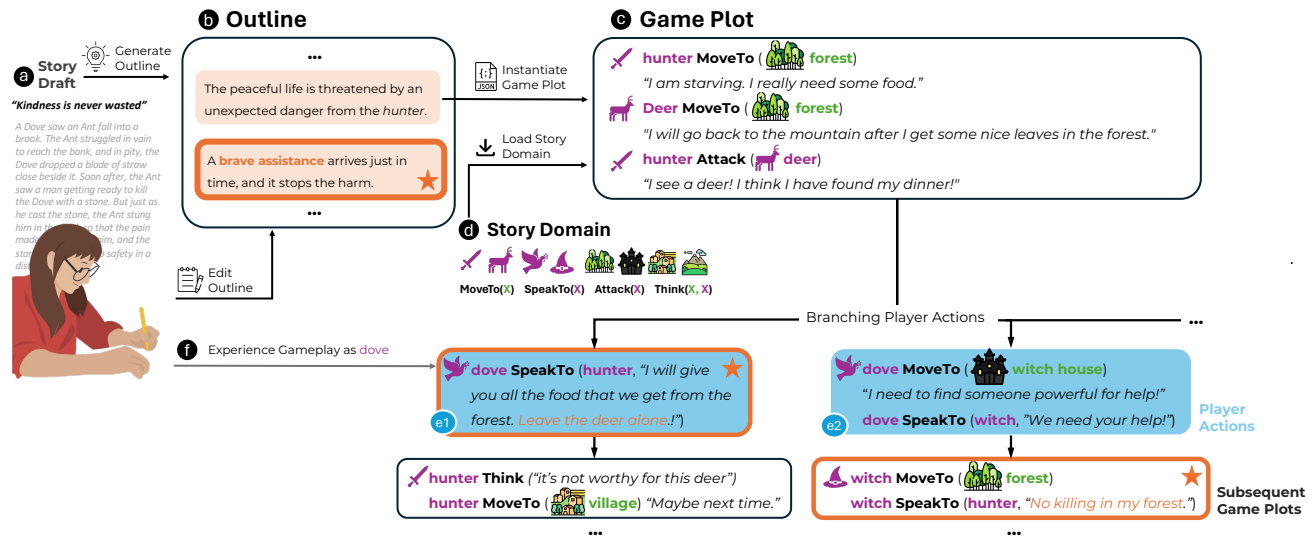 a Story Draft
Generate Outline
"Kindness is never wasted"
A Dove saw an Ant fall into a
brook. The Ant struggled in vain
to reach the bank, and in pity, the
Dove dropped a blade of straw
close beside it. Soon after, the Ant
saw a man getting ready to kill
the Dove with a stone. But just as
he cast the stone, the Ant stung
him in the so that the pain
made him, and the
safety in a
b Outline
...
The peaceful life is threatened by an
unexpected danger from the hunter.
A brave assistance arrives just in
time, and it stops the harm.
...
Edit
Outline
{:}
JSON
Instantiate
Game Plot
Load Story
Domain
c Game Plot
hunter MoveTo ( forest)
“I am starving. I really need some food.”
Deer MoveTo ( forest)
"I will go back to the mountain after I get some nice leaves in the forest."
hunter Attack ( deer)
“I see a deer! I think I have found my dinner!"
d Story Domain
MoveTo(X) SpeakTo(X) Attack(X) Think(X, X)
.
Branching Player Actions
...
f Experience Gameplay as dove
dove SpeakTo (hunter, “I will give
you all the food that we get from the
forest. Leave the deer alone.!”)
e1
hunter Think (“it’s not worthy for this deer”)
hunter MoveTo ( village) “Maybe next time.”
...
dove MoveTo ( witch house)
“I need to find someone powerful for help!”
dove SpeakTo (witch, ”We need your help!”)
e2
Player
Actions
witch MoveTo ( forest)
witch SpeakTo (hunter, “No killing in my forest.”)
Subsequent
Game Plots
...